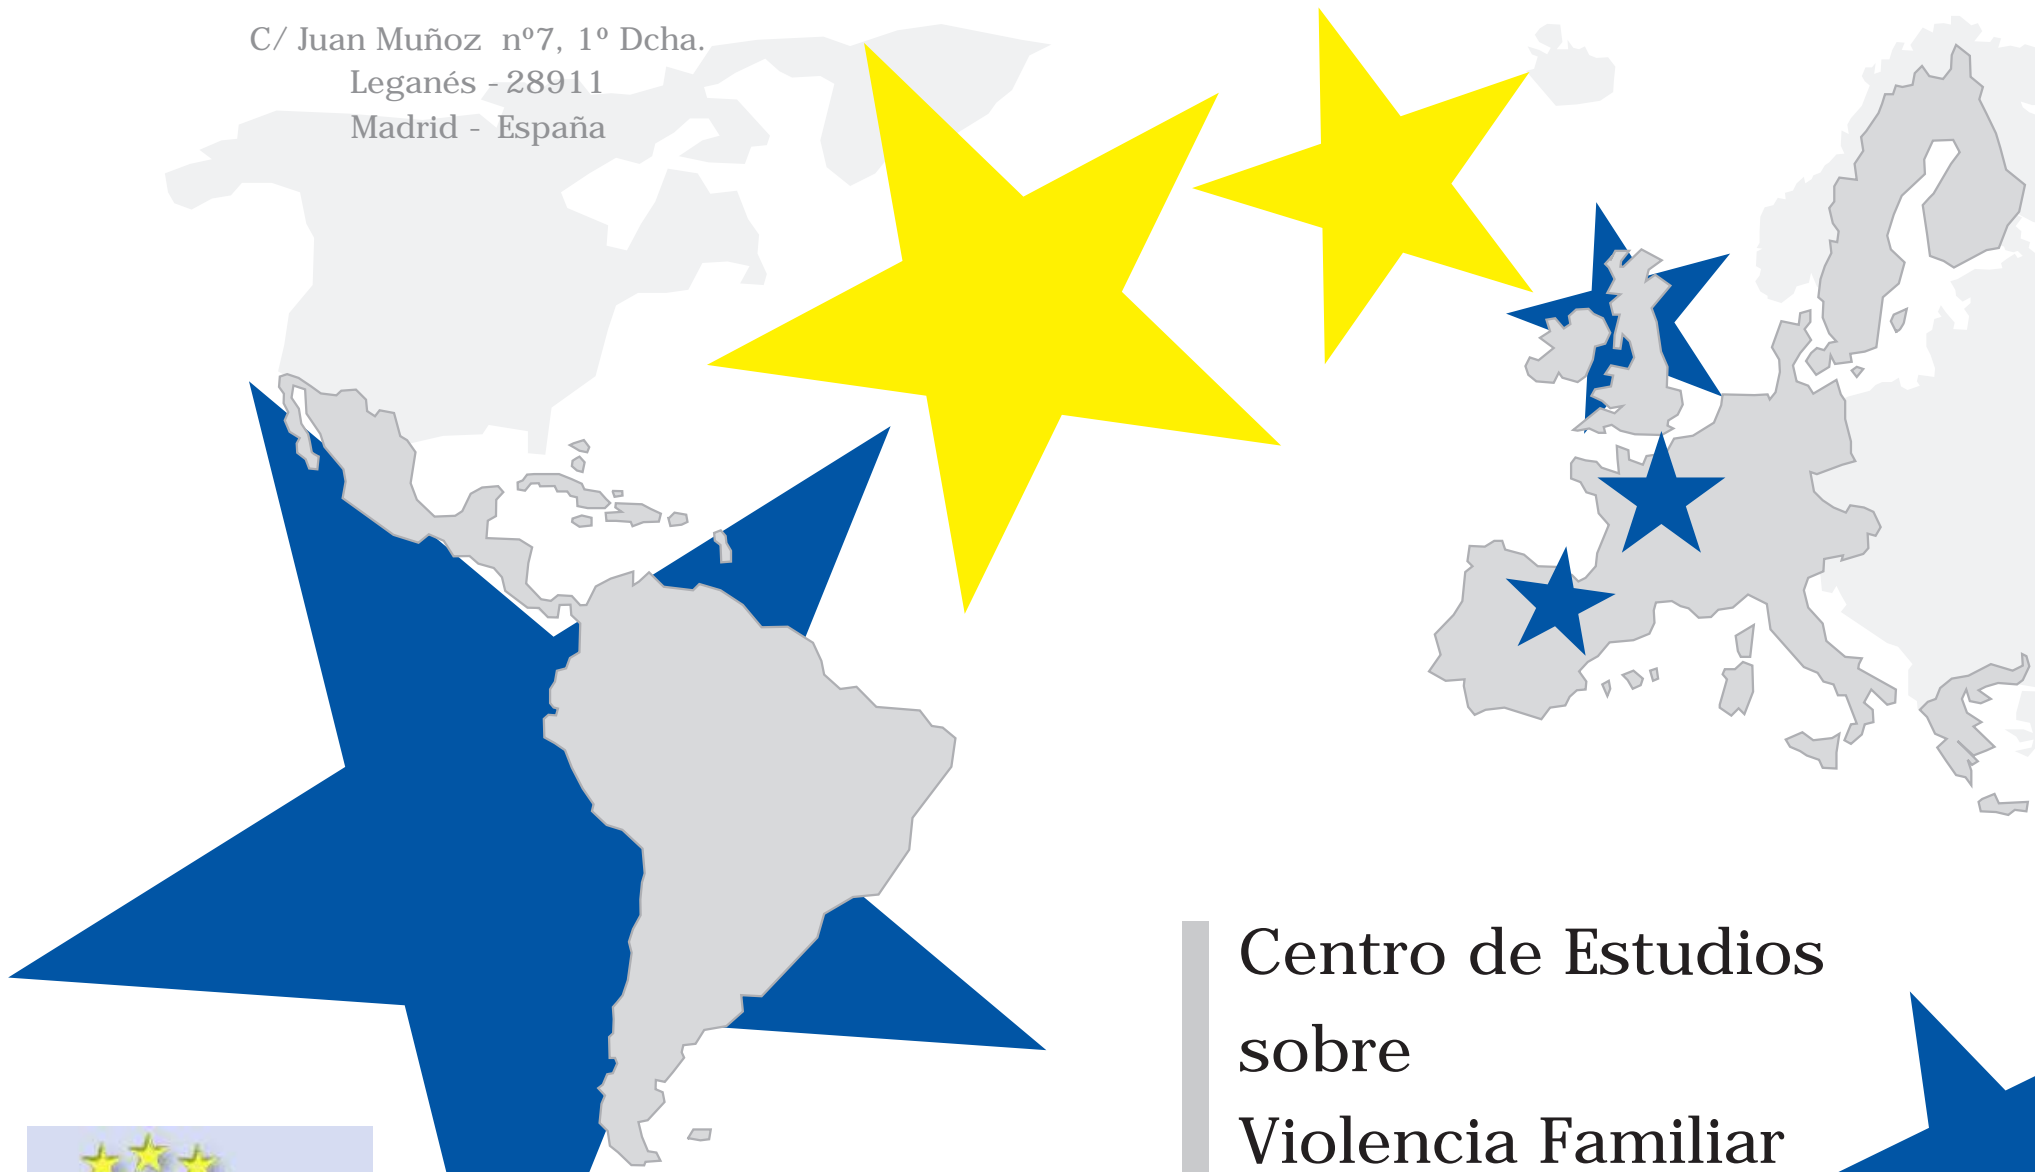 C/ Juan Muñoz nº7, 1º Dcha.
Leganés - 28911
Madrid - España
Centro de Estudios
sobre
Violencia Familiar